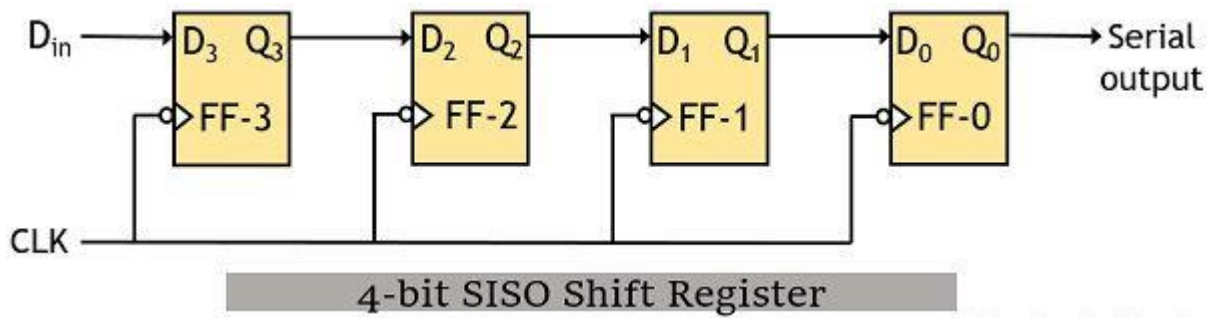 D₍in₎ D₃ Q₃ D₂ Q₂ D₁ Q₁ D₀ Q₀ Serial
output
FF-3 FF-2 FF-1 FF-0
CLK
4-bit SISO Shift Register